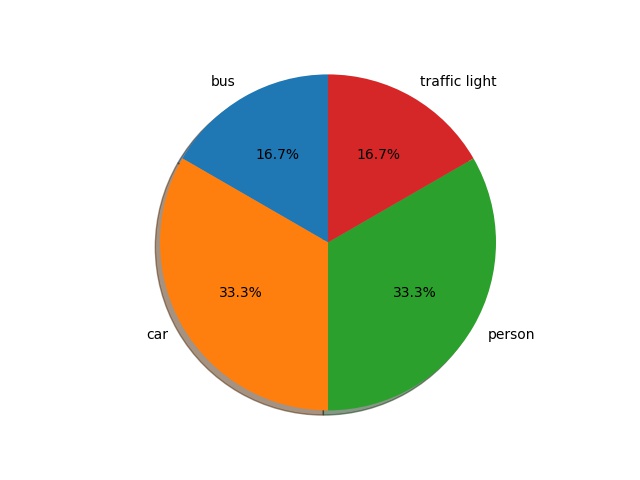 bus
traffic light
16.7%
16.7%
33.3%
33.3%
car
person